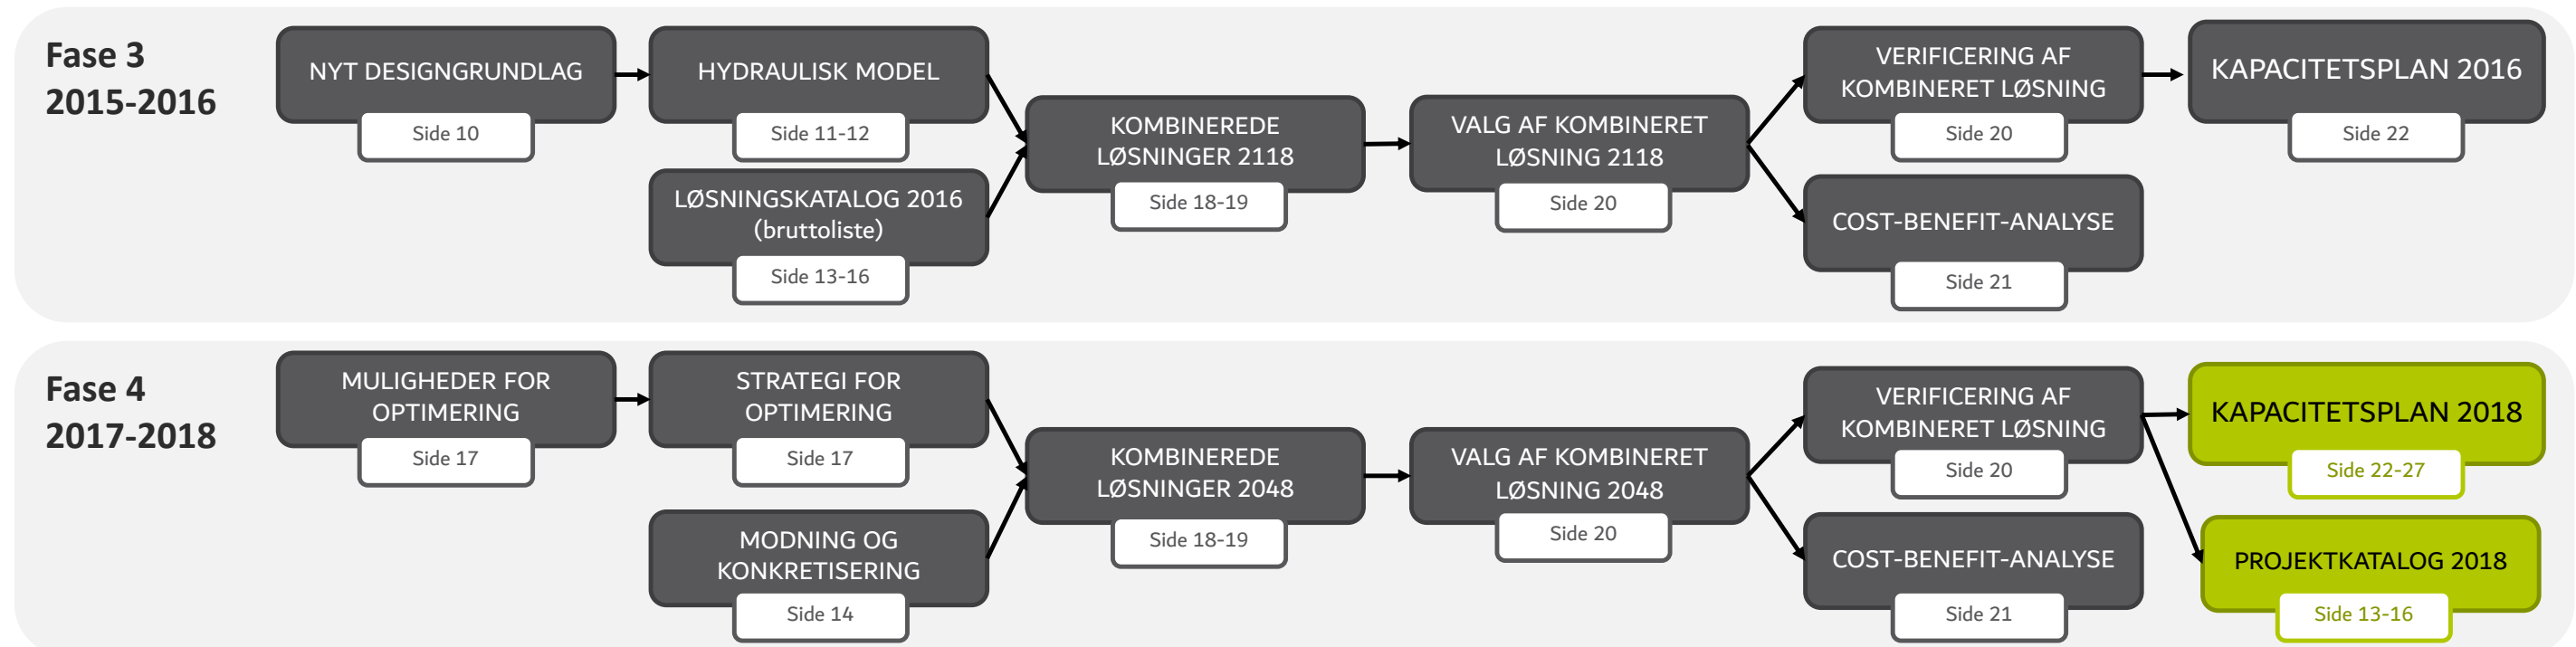 Fase 3
2015-2016
NYT DESIGNGRUNDLAG
Side 10
HYDRAULISK MODEL
Side 11-12
LØSNINGSKATALOG 2016
(bruttoliste)
Side 13-16
KOMBINEREDE
LØSNINGER 2118
Side 18-19
VALG AF KOMBINERET
LØSNING 2118
Side 20
VERIFICERING AF
KOMBINERET LØSNING
Side 20
COST-BENEFIT-ANALYSE
Side 21
KAPACITETSPLAN 2016
Side 22
Fase 4
2017-2018
MULIGHEDER FOR
OPTIMERING
Side 17
STRATEGI FOR
OPTIMERING
Side 17
MODNING OG
KONKRETISERING
Side 14
KOMBINEREDE
LØSNINGER 2048
Side 18-19
VALG AF KOMBINERET
LØSNING 2048
Side 20
VERIFICERING AF
KOMBINERET LØSNING
Side 20
COST-BENEFIT-ANALYSE
Side 21
KAPACITETSPLAN 2018
Side 22-27
PROJEKTKATALOG 2018
Side 13-16